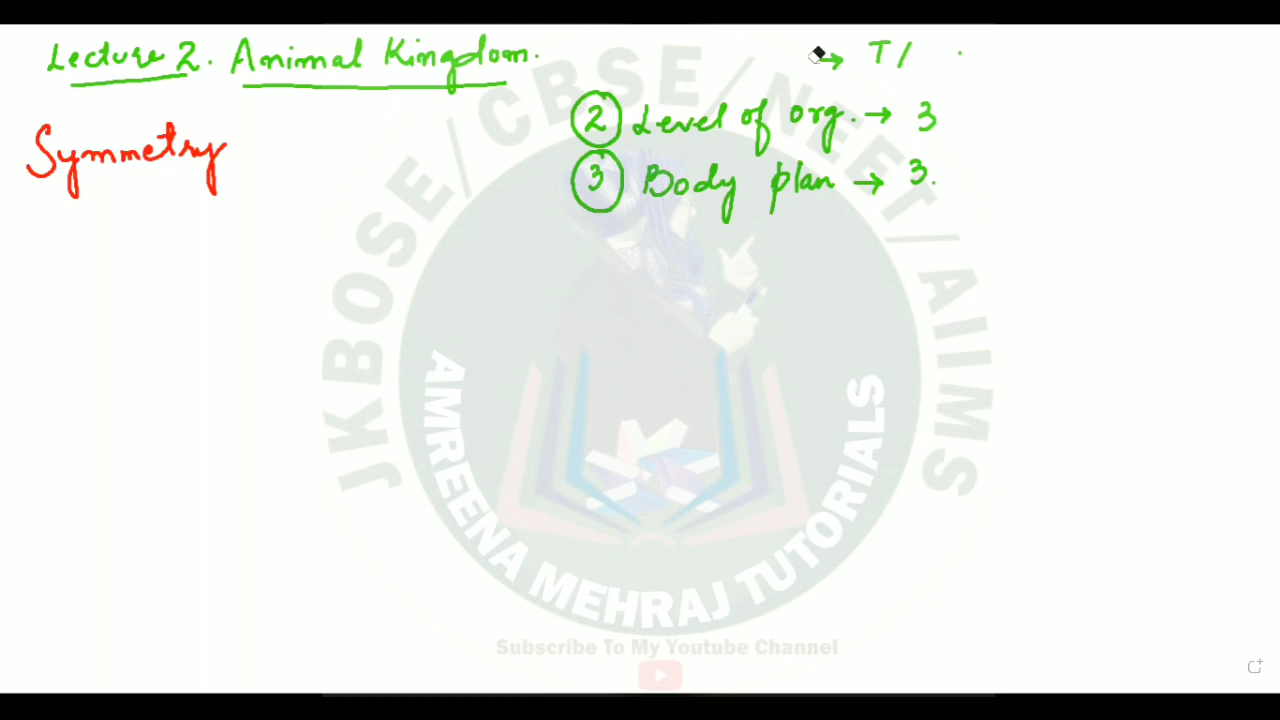 Lecture 2. Animal Kingdom.
→ T/
② Level of org. → 3
③ Body plan → 3.
Symmetry
JKBOSE/CBSE/NEET/AIIMS
AMREENA MEHRAJ TUTORIALS
Subscribe To My Youtube Channel